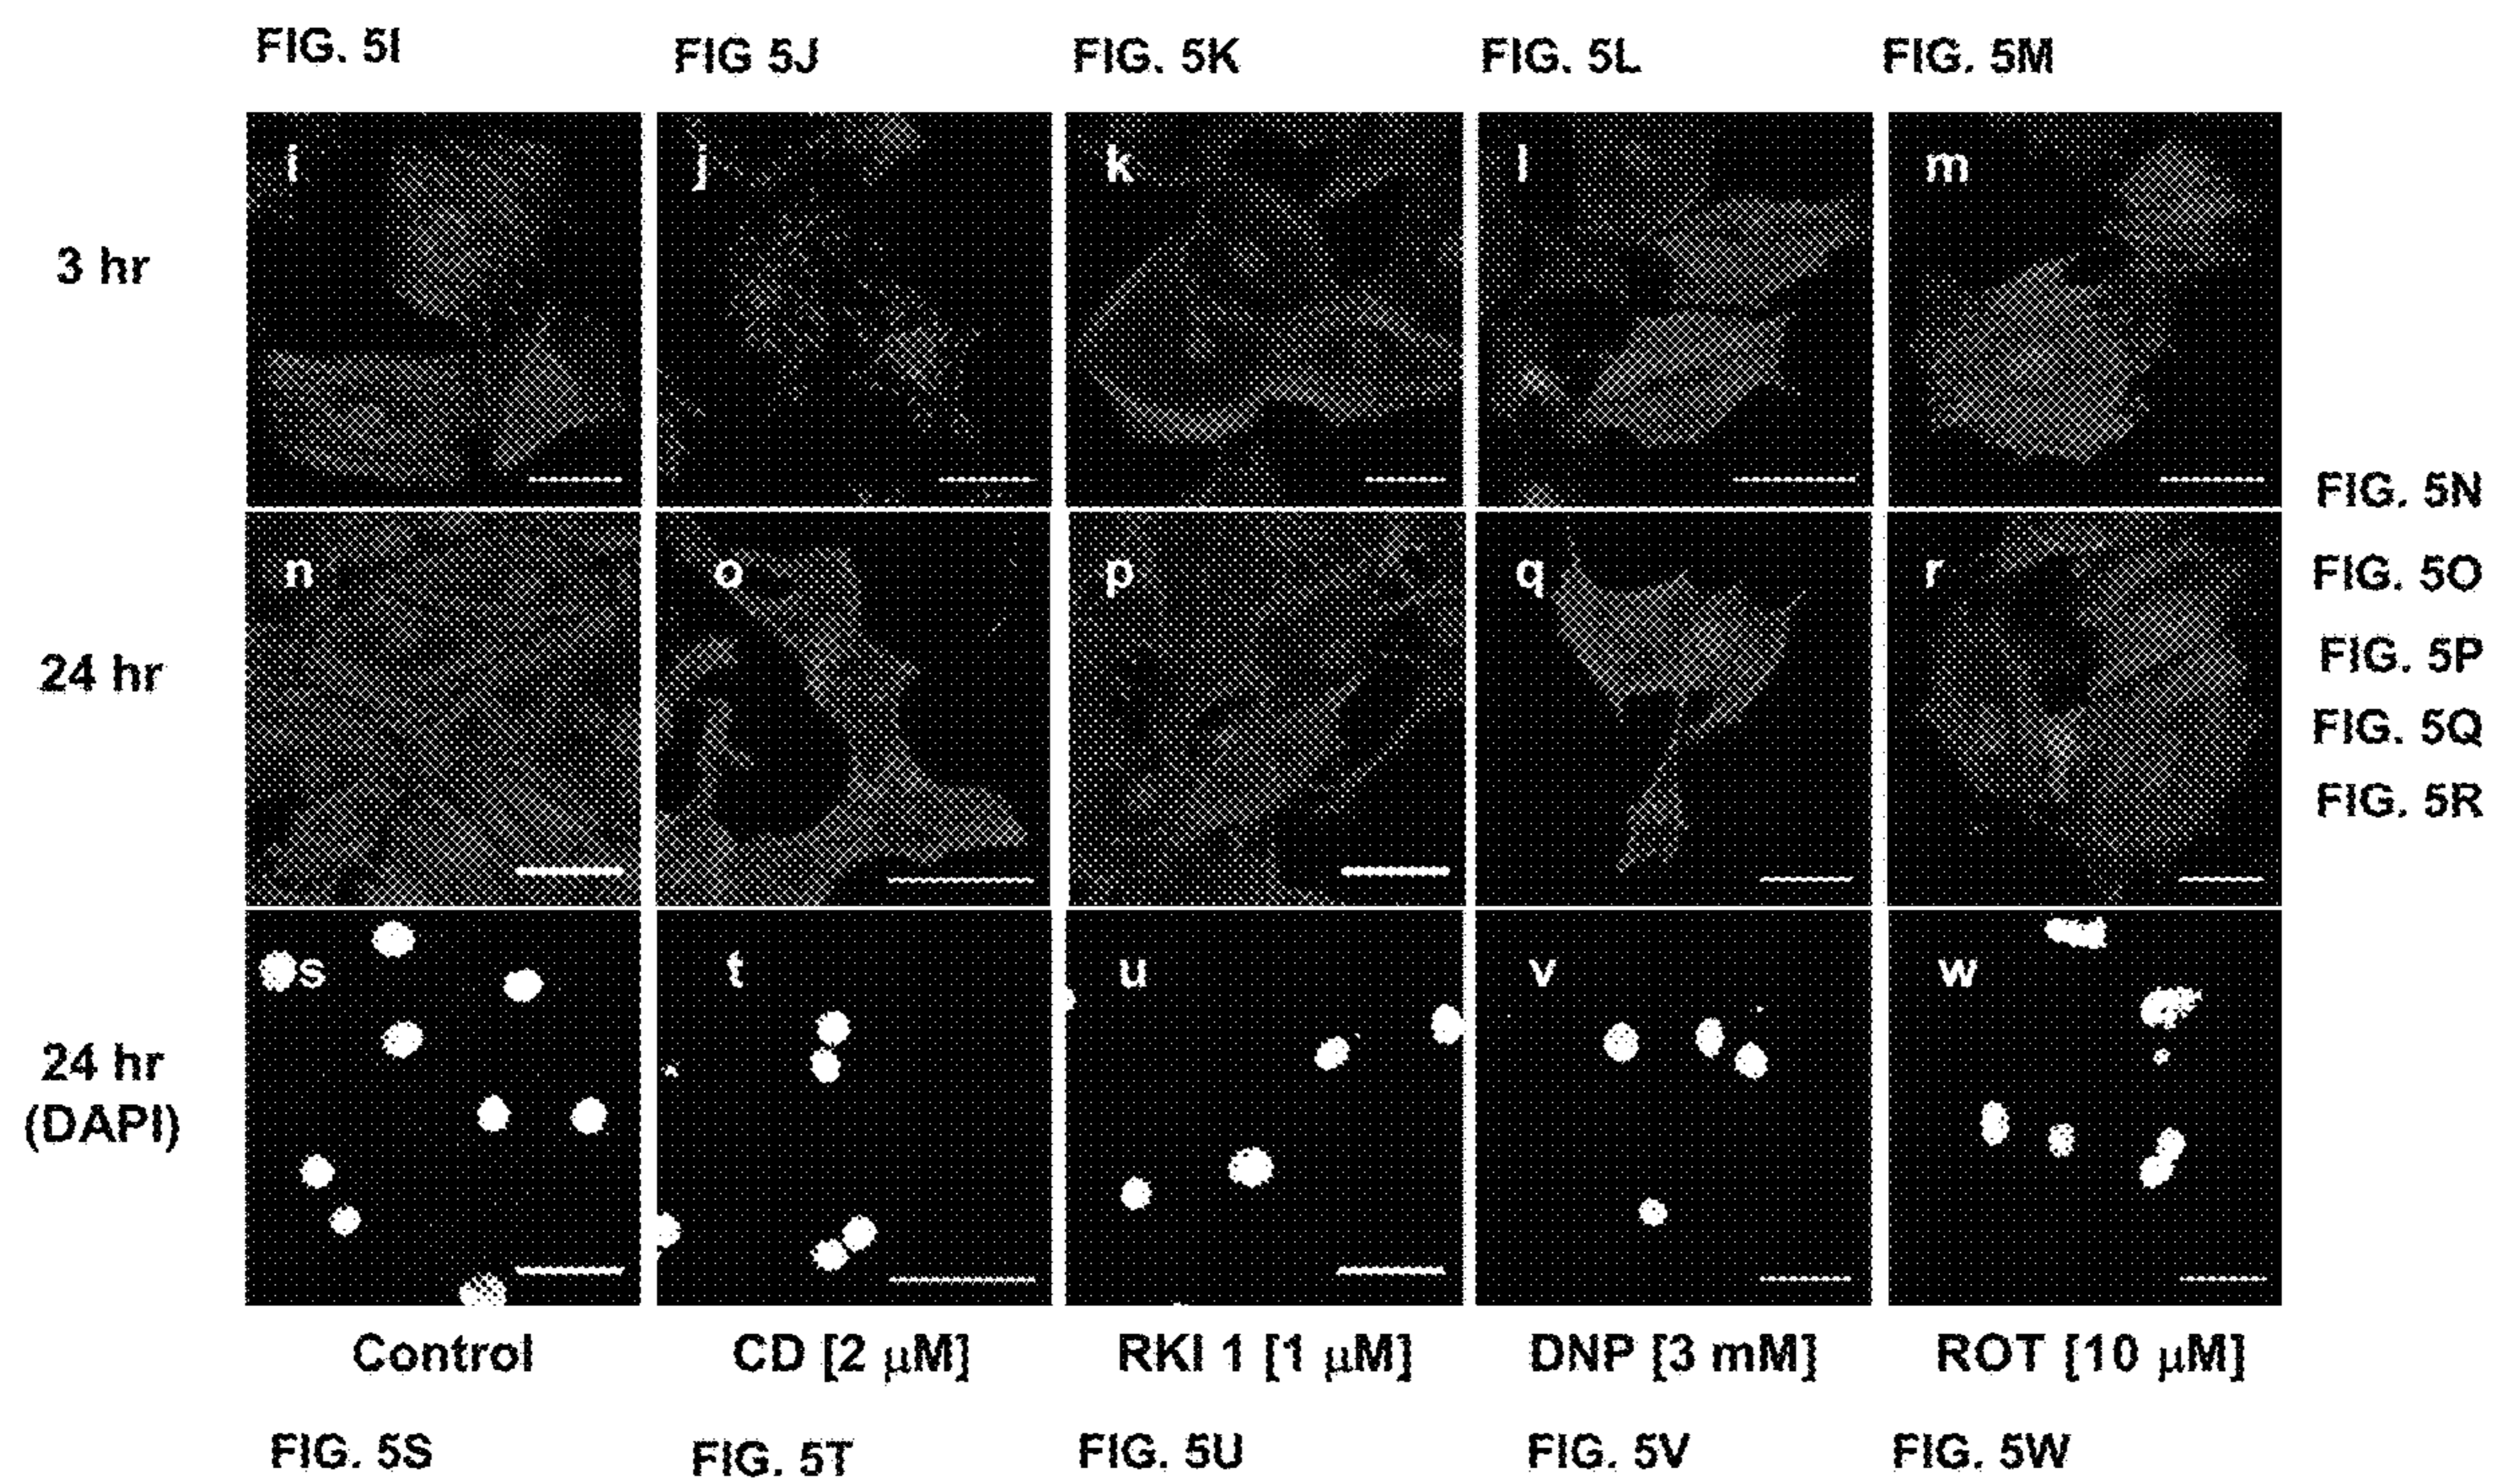 FIG. 5I
FIG 5J
FIG. 5K
FIG. 5L
FIG. 5M
3 hr
i
j
k
l
m
24 hr
n
o
p
q
r
FIG. 5N
FIG. 5O
FIG. 5P
FIG. 5Q
FIG. 5R
24 hr
(DAPI)
s
t
u
v
w
Control
CD [2 μM]
RKI 1 [1 μM]
DNP [3 mM]
ROT [10 μM]
FIG. 5S
FIG. 5T
FIG. 5U
FIG. 5V
FIG. 5W